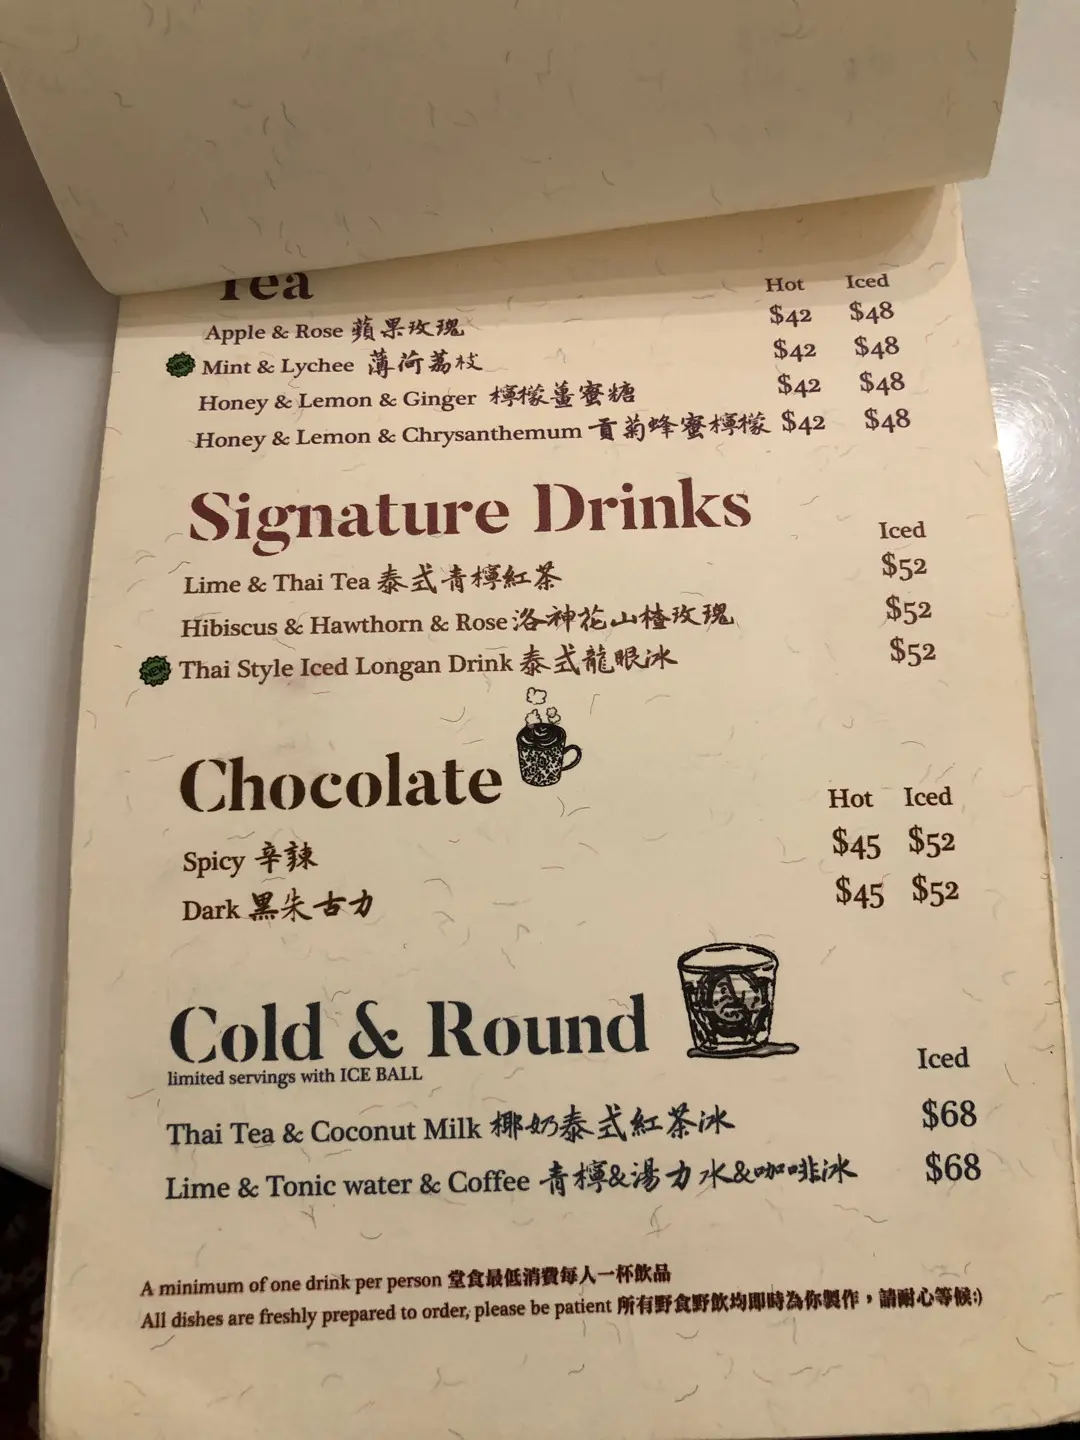 Tea
Hot Iced
Apple & Rose 蘋果玫瑰 $42 $48
NEW Mint & Lychee 薄荷荔枝 $42 $48
Honey & Lemon & Ginger 檸檬薑蜜糖 $42 $48
Honey & Lemon & Chrysanthemum 貢菊蜂蜜檸檬 $42 $48
Signature Drinks
Iced
Lime & Thai Tea 泰式青檸紅茶 $52
Hibiscus & Hawthorn & Rose 洛神花山楂玫瑰 $52
NEW Thai Style Iced Longan Drink 泰式龍眼冰 $52
Chocolate
Hot Iced
Spicy 辛辣 $45 $52
Dark 黑朱古力 $45 $52
Cold & Round
limited servings with ICE BALL
Iced
Thai Tea & Coconut Milk 椰奶泰式紅茶冰 $68
Lime & Tonic water & Coffee 青檸&湯力水&咖啡冰 $68
A minimum of one drink per person 堂食最低消費每人一杯飲品
All dishes are freshly prepared to order, please be patient 所有野食野飲均即時為你製作，請耐心等候:)